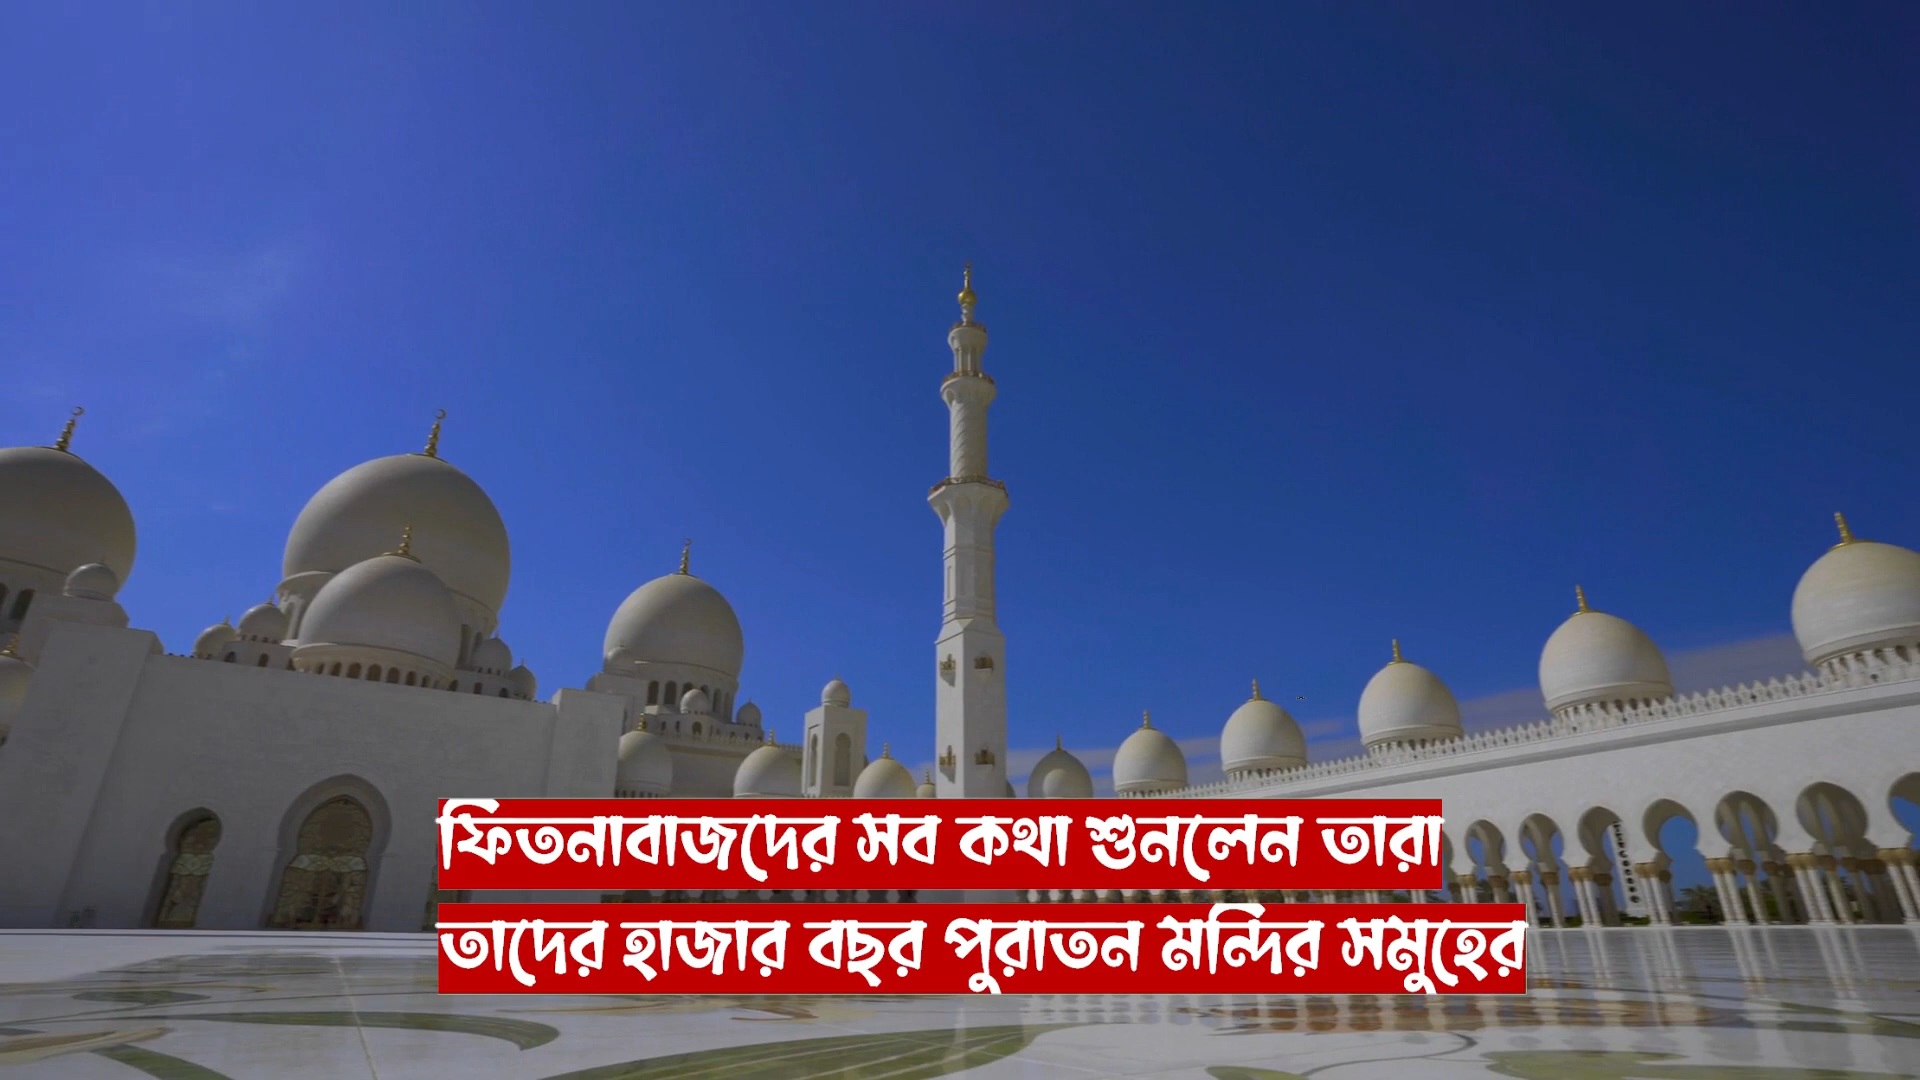 ফিতনাবাজদের সব কথা শুনলেন তারা
তাদের হাজার বছর পুরাতন মন্দির সমুহের